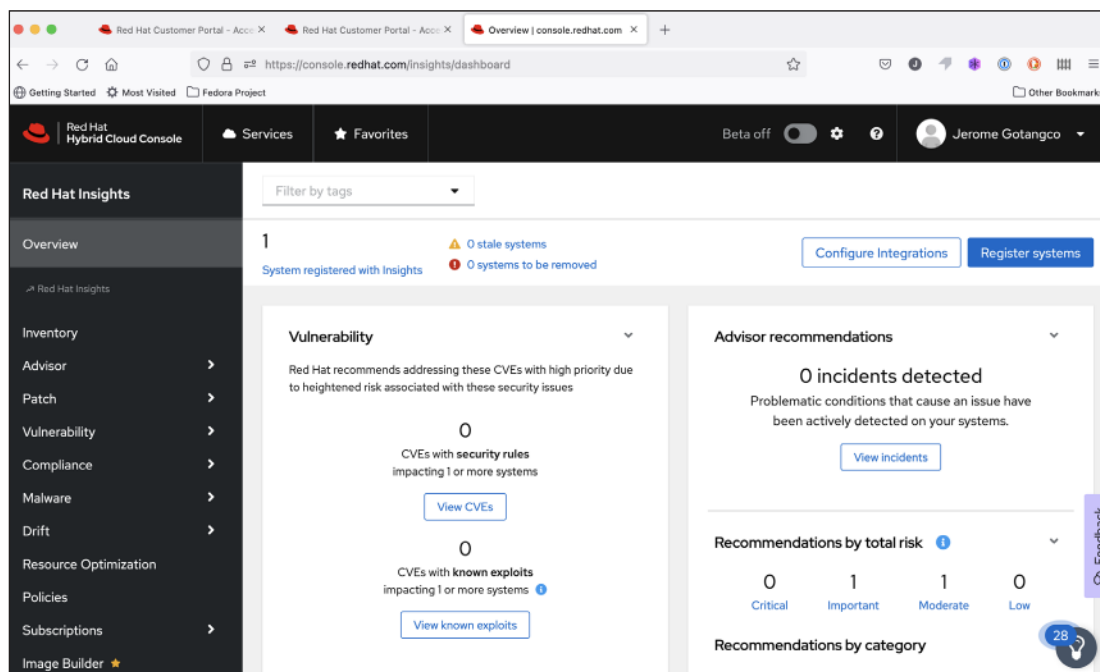 Red Hat Customer Portal - Acce
Red Hat Customer Portal - Acce
Overview | console.redhat.com
https://console.redhat.com/insights/dashboard
Getting Started
Most Visited
Fedora Project
Other Bookmarks
Red Hat
Hybrid Cloud Console
Services
Favorites
Beta off
Jerome Gotangco
Red Hat Insights
Overview
Red Hat Insights
Inventory
Advisor
Patch
Vulnerability
Compliance
Malware
Drift
Resource Optimization
Policies
Subscriptions
Image Builder
Filter by tags
1
System registered with Insights
0 stale systems
0 systems to be removed
Configure Integrations
Register systems
Vulnerability
Red Hat recommends addressing these CVEs with high priority due
to heightened risk associated with these security issues
0
CVEs with security rules
impacting 1 or more systems
View CVEs
0
CVEs with known exploits
impacting 1 or more systems
View known exploits
Advisor recommendations
0 incidents detected
Problematic conditions that cause an issue have
been actively detected on your systems.
View incidents
Recommendations by total risk
0 1 1 0
Critical Important Moderate Low
Recommendations by category
Feedback
28